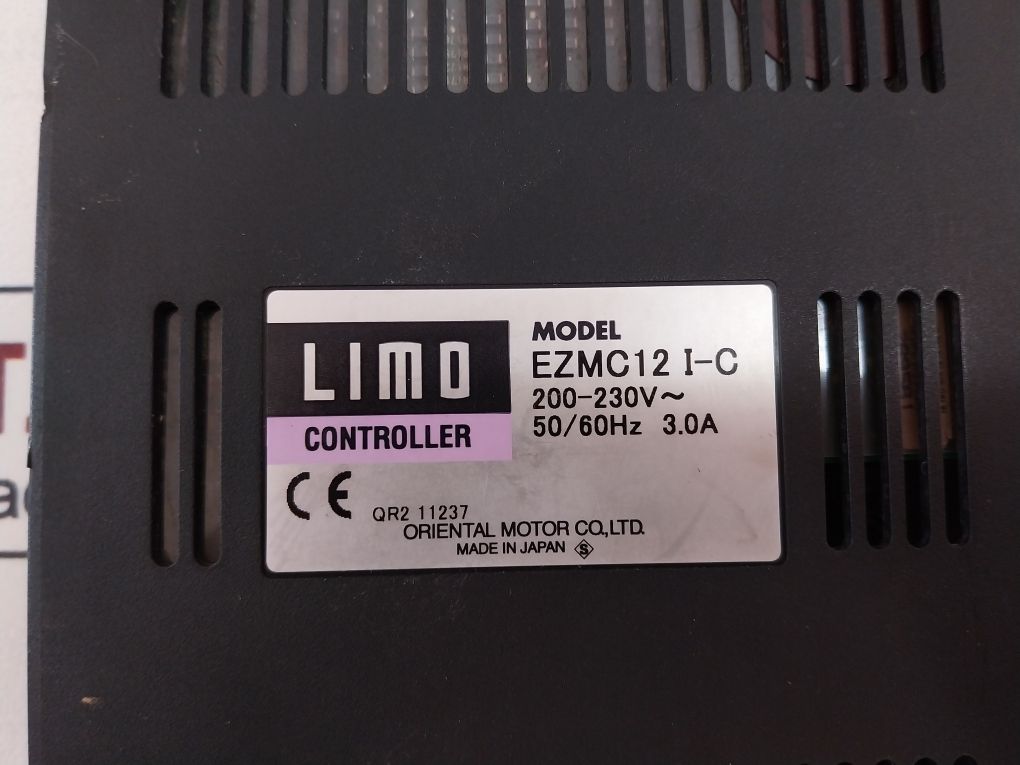 LIMO
CONTROLLER
MODEL
EZMC12 I-C
200-230V~
50/60Hz 3.0A
CE
QR2 11237
ORIENTAL MOTOR CO.,LTD.
MADE IN JAPAN S